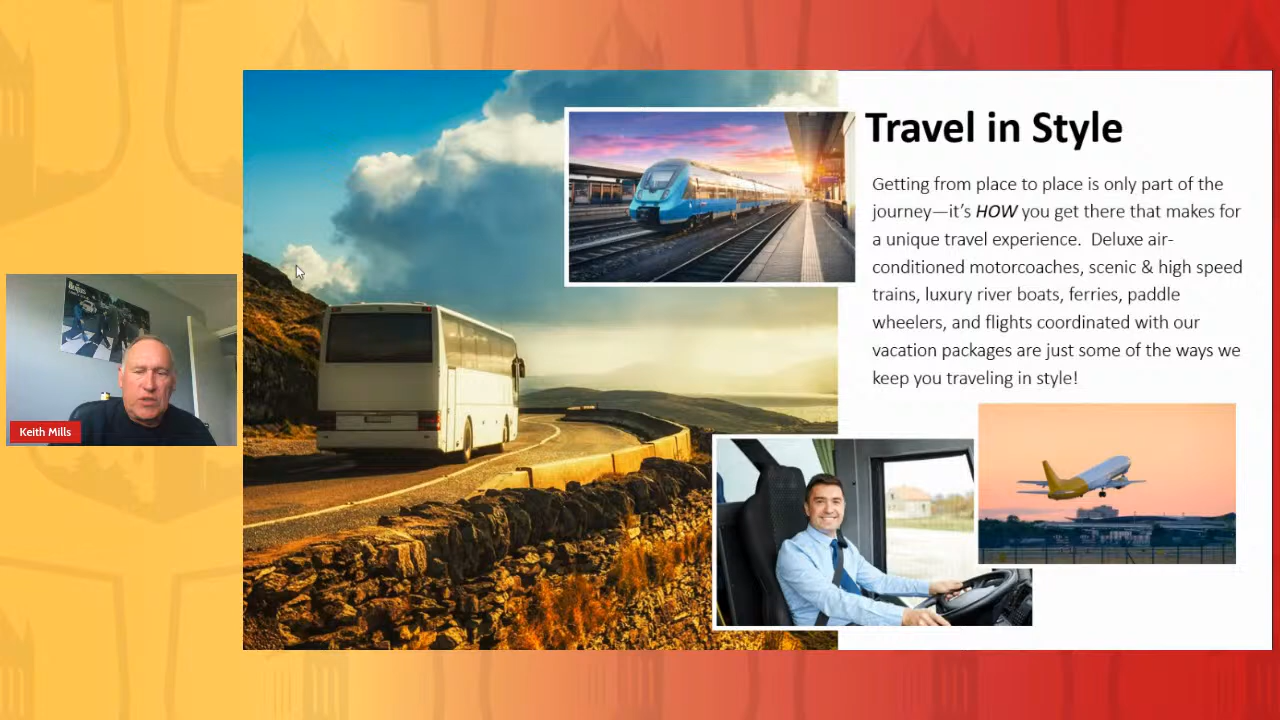 Travel in Style
Getting from place to place is only part of the
journey—it's HOW you get there that makes for
a unique travel experience. Deluxe air-
conditioned motorcoaches, scenic & high speed
trains, luxury river boats, ferries, paddle
wheelers, and flights coordinated with our
vacation packages are just some of the ways we
keep you traveling in style!
Keith Mills